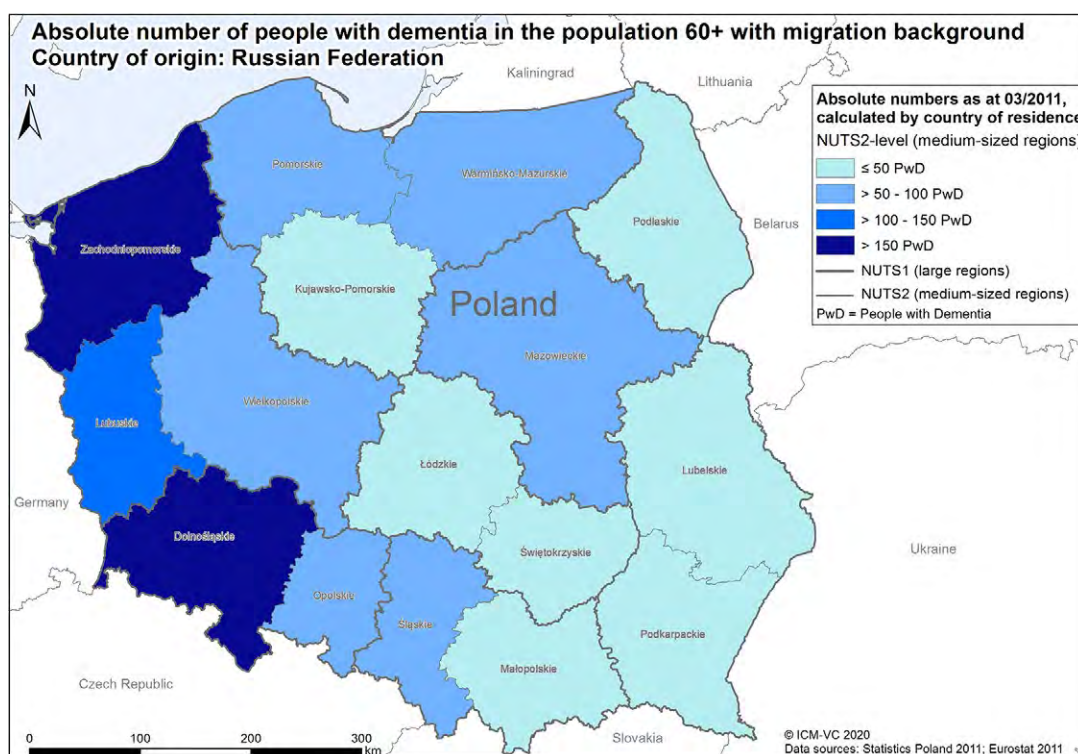 Absolute number of people with dementia in the population 60+ with migration background
Country of origin: Russian Federation
Kaliningrad
Lithuania
N
Absolute numbers as at 03/2011,
calculated by country of residence
NUTS2-level (medium-sized regions)
≤ 50 PwD
> 50 - 100 PwD
> 100 - 150 PwD
> 150 PwD
NUTS1 (large regions)
NUTS2 (medium-sized regions)
PwD = People with Dementia
Pomorskie
Warmińsko-Mazurskie
Podlaskie
Belarus
Zachodniopomorskie
Kujawsko-Pomorskie
Poland
Mazowieckie
Wielkopolskie
Lubuskie
Łódzkie
Lubelskie
Germany
Dolnośląskie
Świętokrzyskie
Ukraine
Opolskie
Śląskie
Podkarpackie
Małopolskie
Czech Republic
Slovakia
0 100 200 300
km
© ICM-VC 2020
Data sources: Statistics Poland 2011; Eurostat 2011